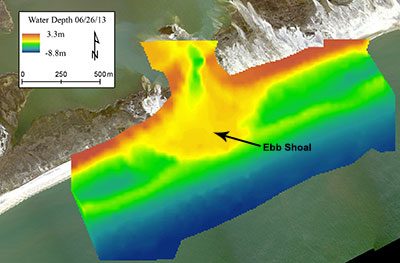 Water Depth 06/26/13
3.3m
-8.8m
N
0 250 500m
Ebb Shoal